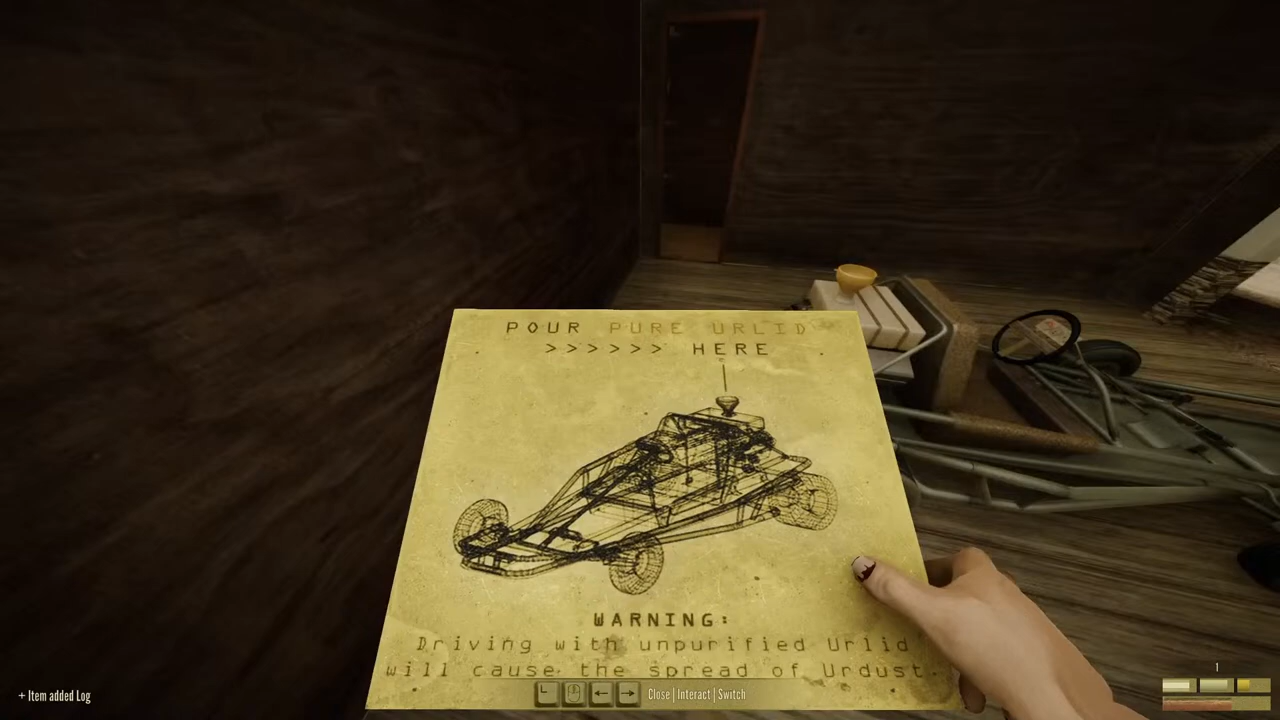 POUR PURE URLID
>>>>>> HERE
WARNING:
Driving with unpurified Urlid
will cause the spread of Urdust.
+ Item added Log
Close | Interact | Switch
1